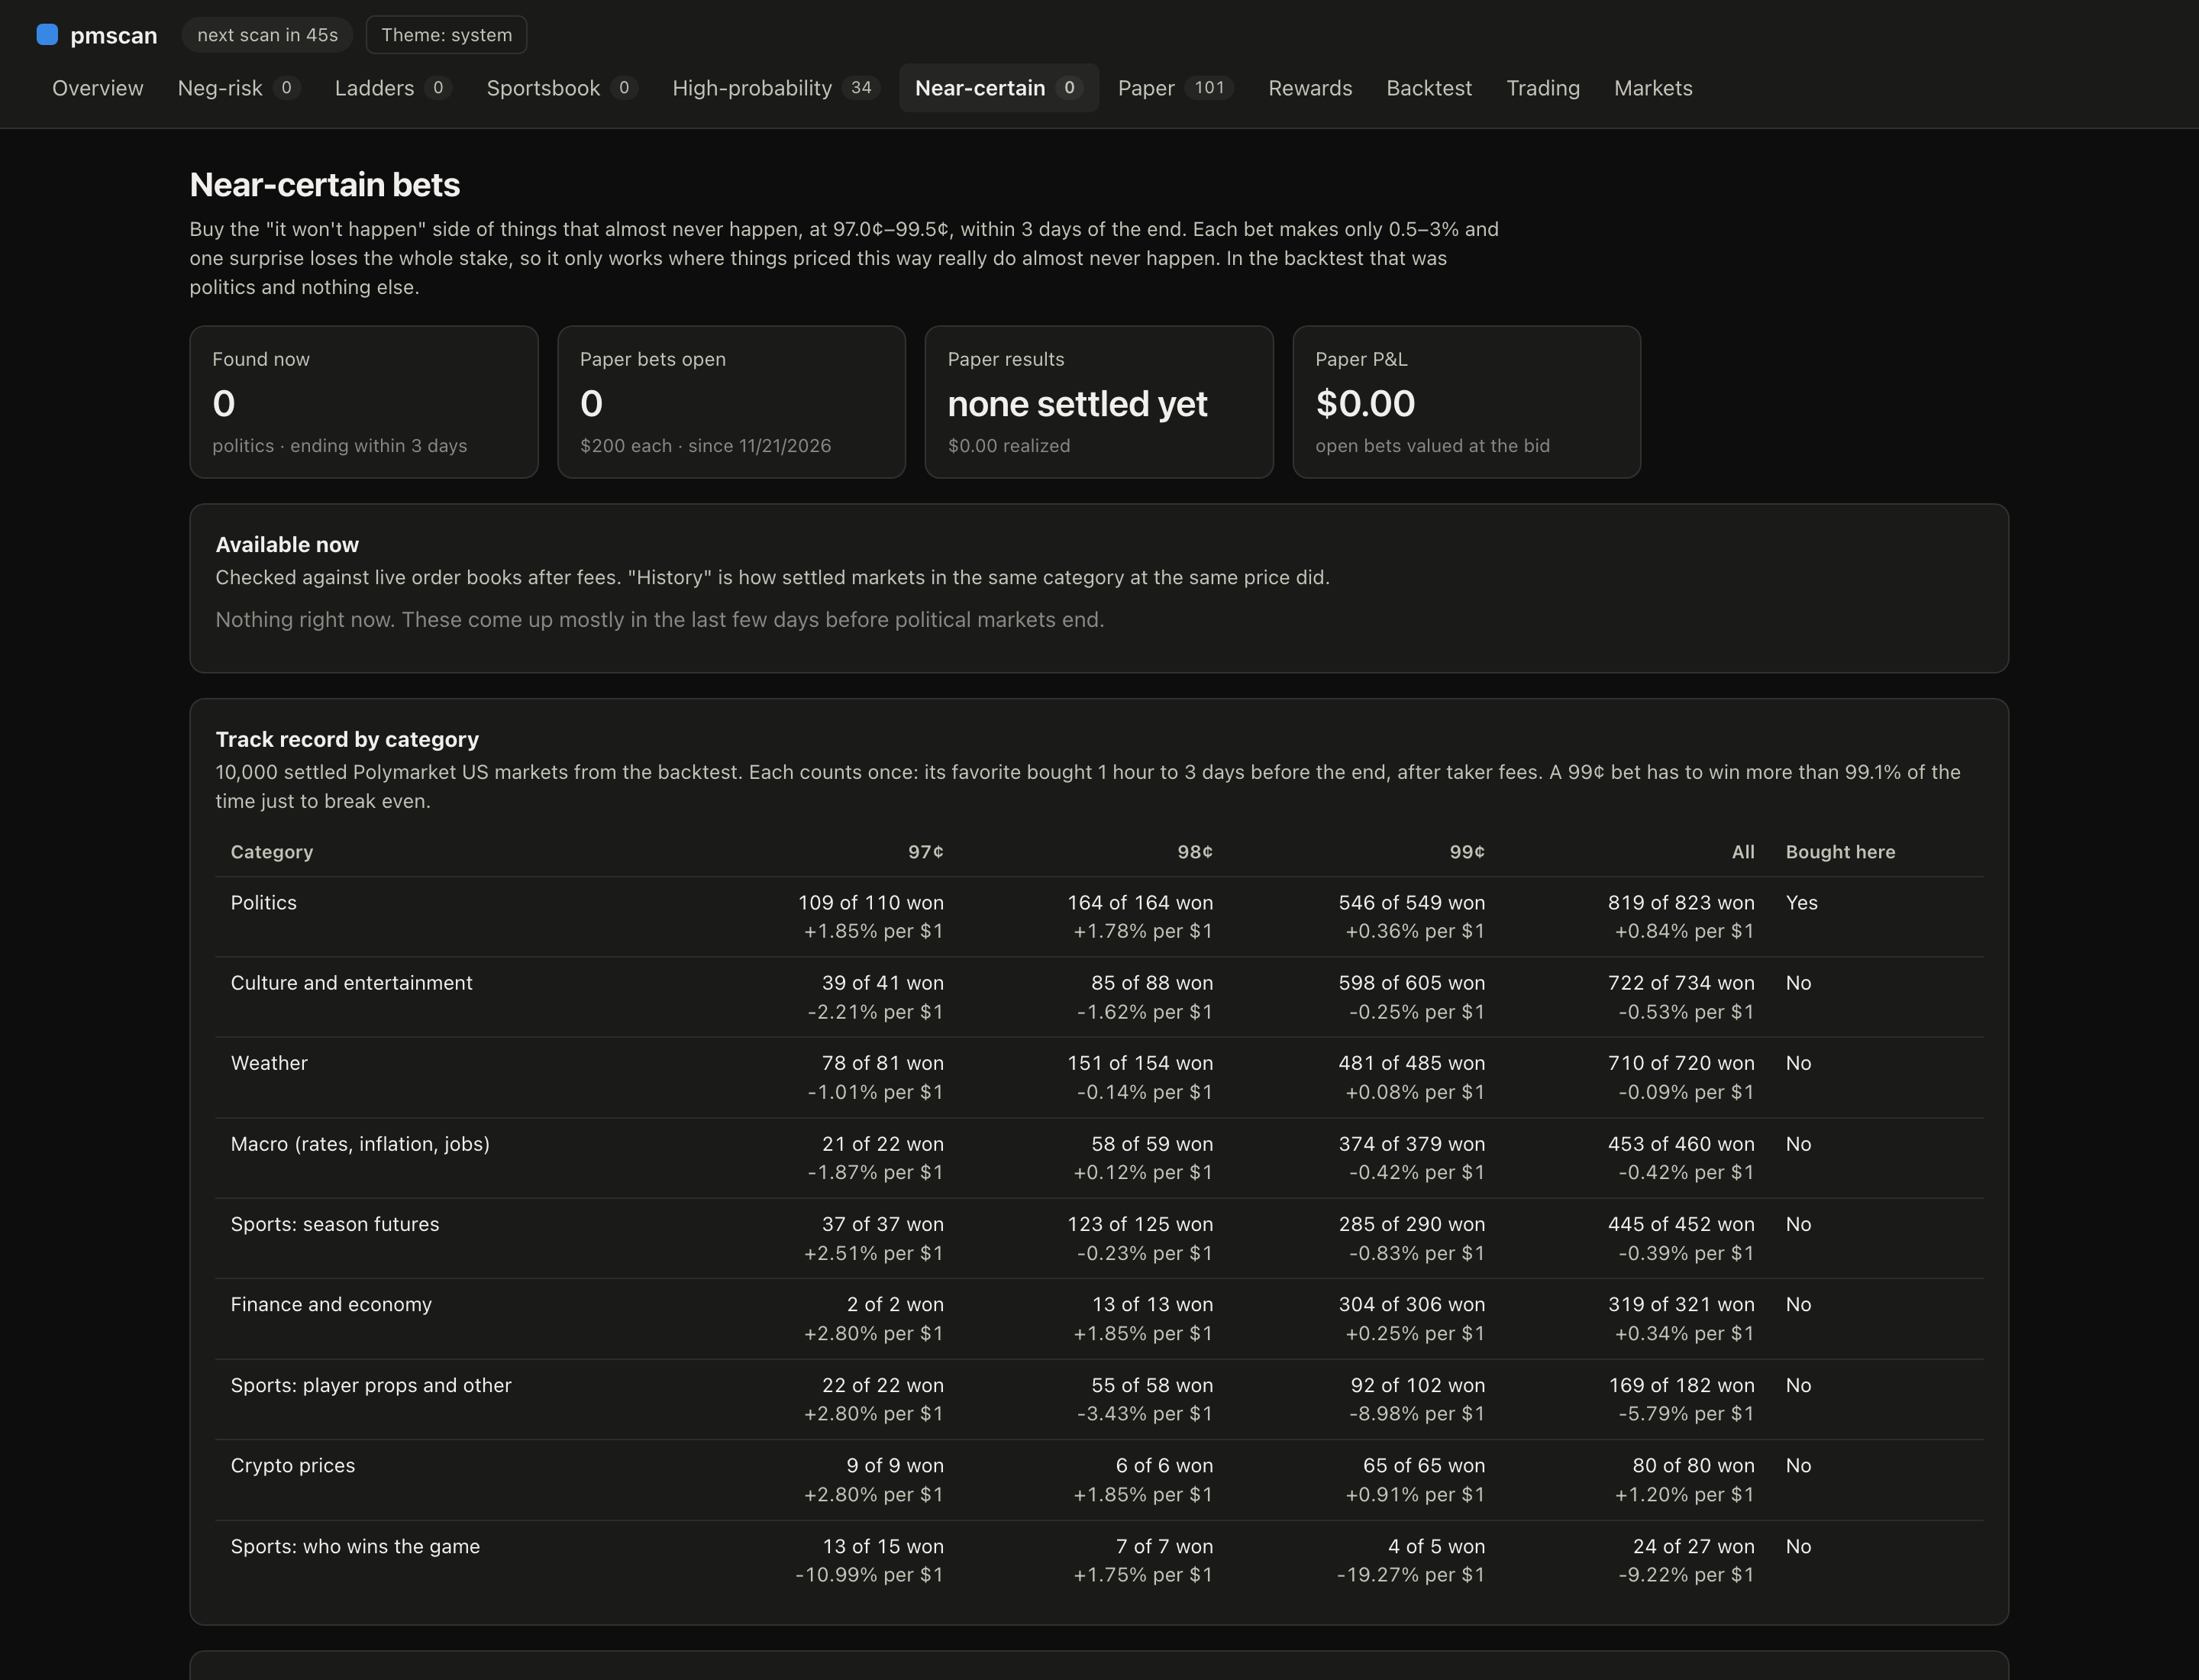 pmscan next scan in 45s Theme: system
Overview Neg-risk 0 Ladders 0 Sportsbook 0 High-probability 34 Near-certain 0 Paper 101 Rewards Backtest Trading Markets
Near-certain bets
Buy the "it won't happen" side of things that almost never happen, at 97.0¢–99.5¢, within 3 days of the end. Each bet makes only 0.5–3% and
one surprise loses the whole stake, so it only works where things priced this way really do almost never happen. In the backtest that was
politics and nothing else.
Found now
0
politics · ending within 3 days
Paper bets open
0
$200 each · since 11/21/2026
Paper results
none settled yet
$0.00 realized
Paper P&L
$0.00
open bets valued at the bid
Available now
Checked against live order books after fees. "History" is how settled markets in the same category at the same price did.
Nothing right now. These come up mostly in the last few days before political markets end.
Track record by category
10,000 settled Polymarket US markets from the backtest. Each counts once: its favorite bought 1 hour to 3 days before the end, after taker fees. A 99¢ bet has to win more than 99.1% of the
time just to break even.
Category 97¢ 98¢ 99¢ All Bought here
Politics 109 of 110 won 164 of 164 won 546 of 549 won 819 of 823 won Yes
+1.85% per $1 +1.78% per $1 +0.36% per $1 +0.84% per $1
Culture and entertainment 39 of 41 won 85 of 88 won 598 of 605 won 722 of 734 won No
-2.21% per $1 -1.62% per $1 -0.25% per $1 -0.53% per $1
Weather 78 of 81 won 151 of 154 won 481 of 485 won 710 of 720 won No
-1.01% per $1 -0.14% per $1 +0.08% per $1 -0.09% per $1
Macro (rates, inflation, jobs) 21 of 22 won 58 of 59 won 374 of 379 won 453 of 460 won No
-1.87% per $1 +0.12% per $1 -0.42% per $1 -0.42% per $1
Sports: season futures 37 of 37 won 123 of 125 won 285 of 290 won 445 of 452 won No
+2.51% per $1 -0.23% per $1 -0.83% per $1 -0.39% per $1
Finance and economy 2 of 2 won 13 of 13 won 304 of 306 won 319 of 321 won No
+2.80% per $1 +1.85% per $1 +0.25% per $1 +0.34% per $1
Sports: player props and other 22 of 22 won 55 of 58 won 92 of 102 won 169 of 182 won No
+2.80% per $1 -3.43% per $1 -8.98% per $1 -5.79% per $1
Crypto prices 9 of 9 won 6 of 6 won 65 of 65 won 80 of 80 won No
+2.80% per $1 +1.85% per $1 +0.91% per $1 +1.20% per $1
Sports: who wins the game 13 of 15 won 7 of 7 won 4 of 5 won 24 of 27 won No
-10.99% per $1 +1.75% per $1 -19.27% per $1 -9.22% per $1